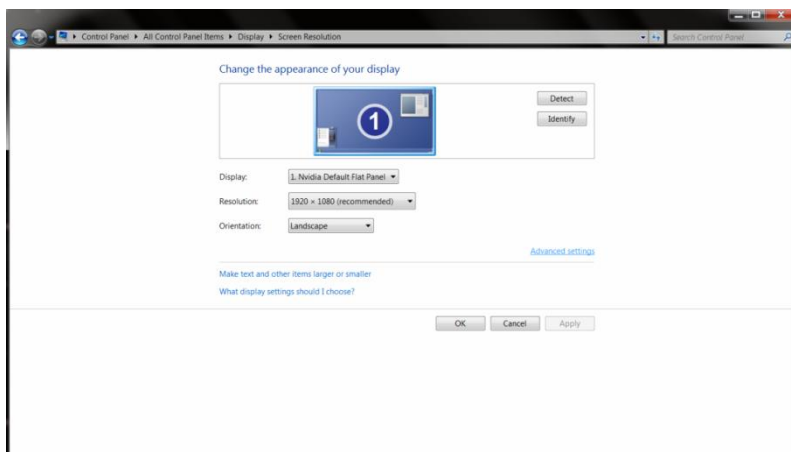 Control Panel ▸ All Control Panel Items ▸ Display ▸ Screen Resolution
Search Control Panel
Change the appearance of your display
1
Detect
Identify
Display: 1. Nvidia Default Flat Panel
Resolution: 1920 × 1080 (recommended)
Orientation: Landscape
Advanced settings
Make text and other items larger or smaller
What display settings should I choose?
OK Cancel Apply